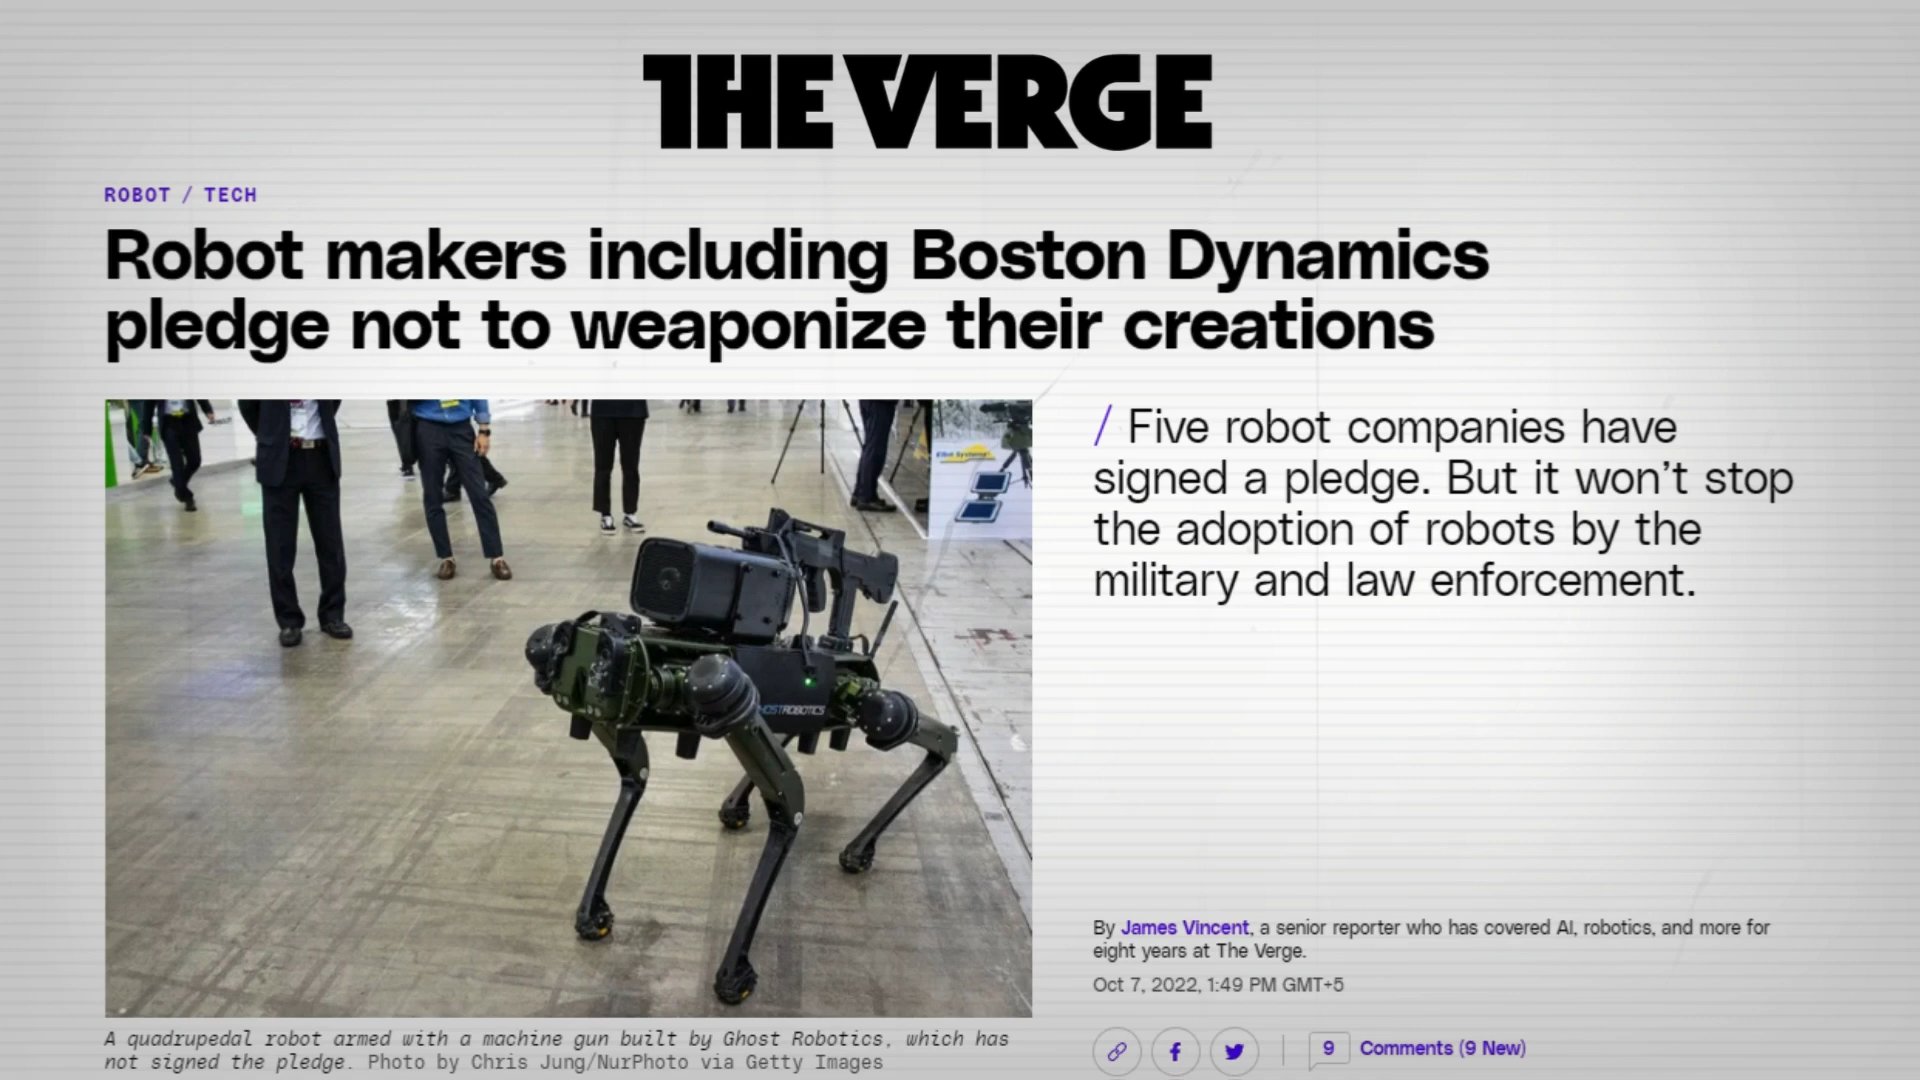 THE VERGE
ROBOT / TECH
Robot makers including Boston Dynamics
pledge not to weaponize their creations
/ Five robot companies have
signed a pledge. But it won’t stop
the adoption of robots by the
military and law enforcement.
Elbit Systems
GHOSTROBOTICS
By James Vincent, a senior reporter who has covered AI, robotics, and more for
eight years at The Verge.
Oct 7, 2022, 1:49 PM GMT+5
9 Comments (9 New)
A quadrupedal robot armed with a machine gun built by Ghost Robotics, which has
not signed the pledge. Photo by Chris Jung/NurPhoto via Getty Images